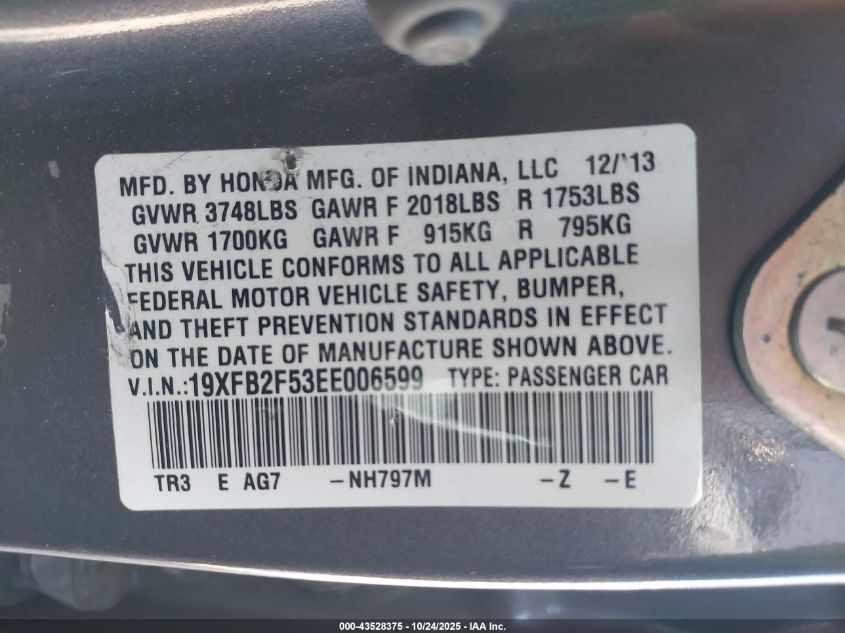 MFD. BY HONDA MFG. OF INDIANA, LLC 12/'13
GVWR 3748LBS GAWR F 2018LBS R 1753LBS
GVWR 1700KG GAWR F 915KG R 795KG
THIS VEHICLE CONFORMS TO ALL APPLICABLE
FEDERAL MOTOR VEHICLE SAFETY, BUMPER,
AND THEFT PREVENTION STANDARDS IN EFFECT
ON THE DATE OF MANUFACTURE SHOWN ABOVE.
V.I.N.:19XFB2F53EE006599 TYPE: PASSENGER CAR
TR3 E AG7 -NH797M -Z -E
000-43528375 - 10/24/2025 - IAA Inc.